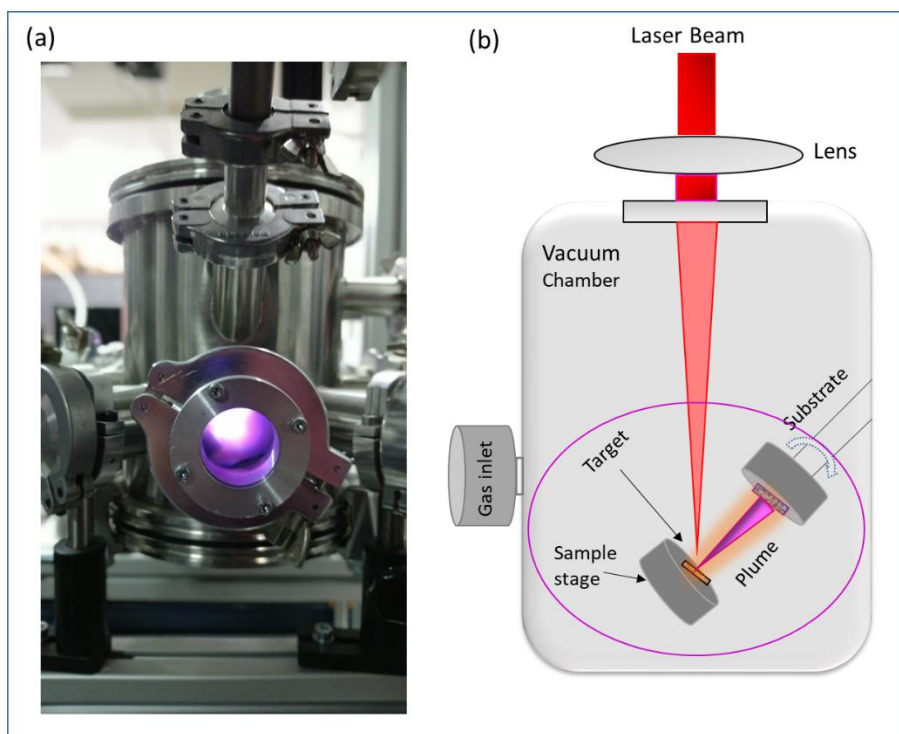 (a)
(b)
Laser Beam
Lens
Vacuum
Chamber
Substrate
Target
Gas inlet
Sample
stage
Plume